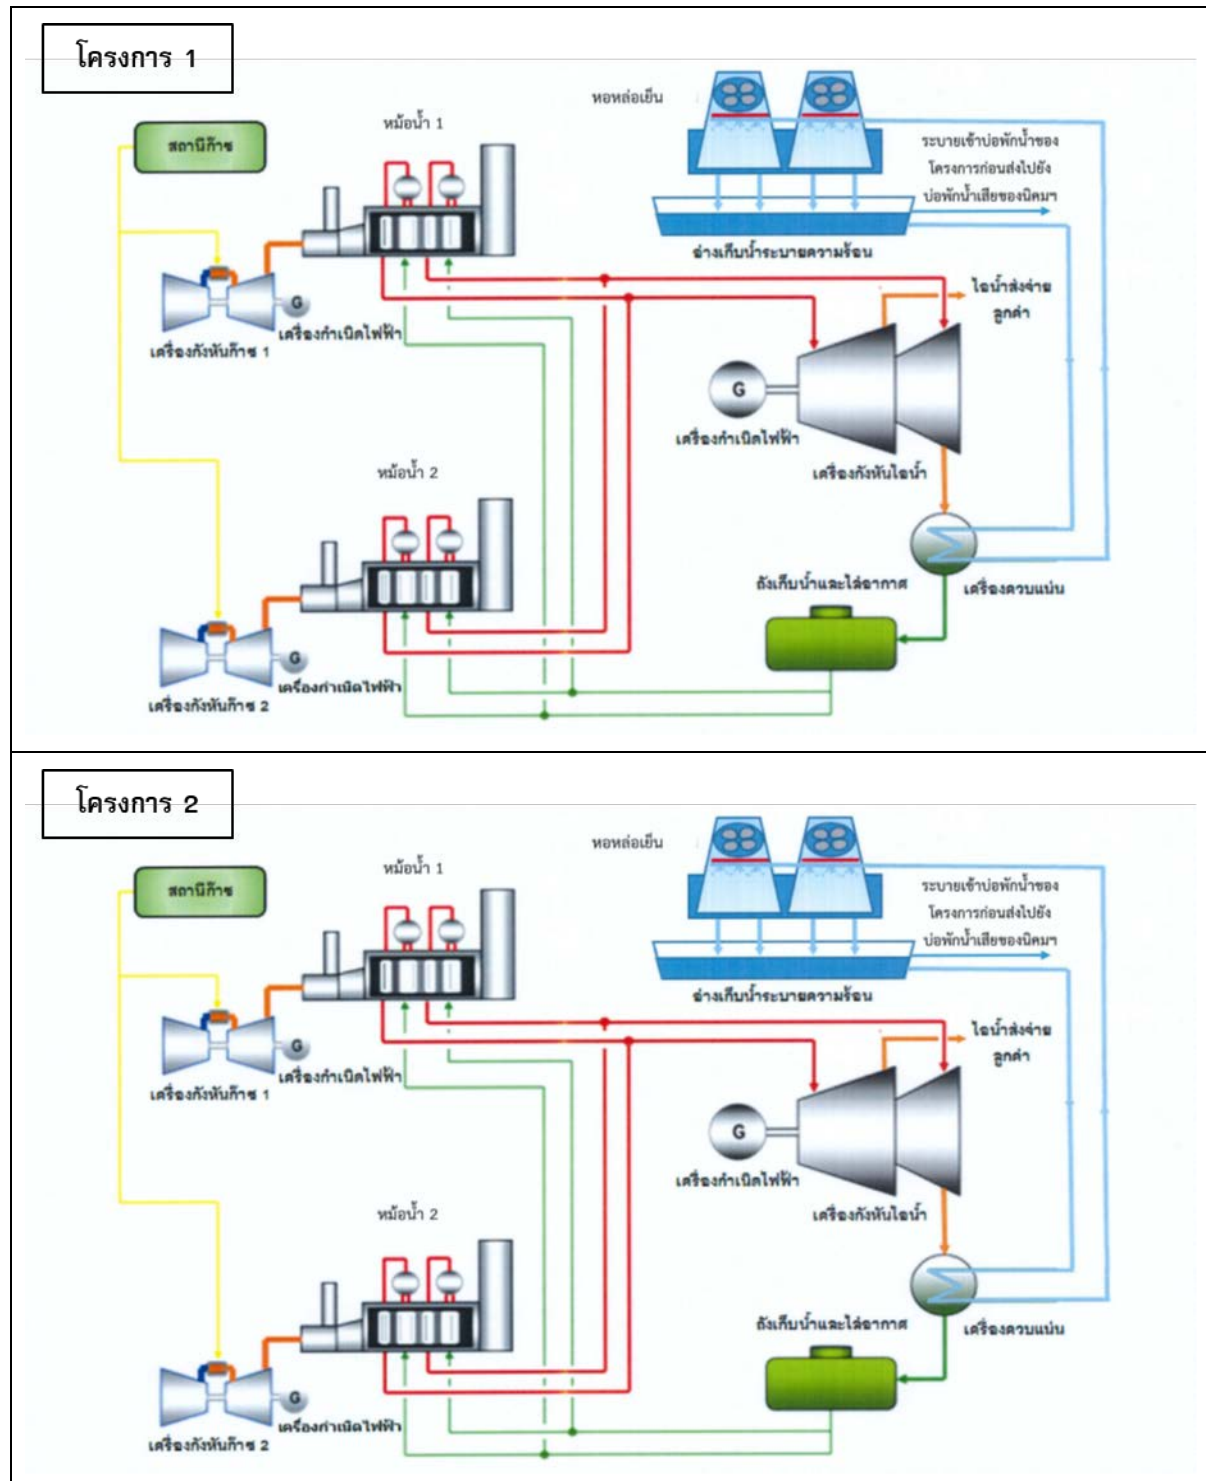 โครงการ 1
หอหล่อเย็น
หม้อน้ำ 1
สถานีก๊าซ
ระบายเข้าบ่อพักน้ำของ
โครงการก่อนส่งไปยัง
บ่อพักน้ำเสียของนิคมฯ
อ่างเก็บน้ำระบายความร้อน
ไอน้ำส่งจ่าย
ลูกค้า
G
เครื่องกำเนิดไฟฟ้า
เครื่องกังหันก๊าซ 1
G
เครื่องกำเนิดไฟฟ้า
เครื่องกังหันไอน้ำ
หม้อน้ำ 2
ถังเก็บน้ำและไล่อากาศ
เครื่องควบแน่น
G
เครื่องกำเนิดไฟฟ้า
เครื่องกังหันก๊าซ 2
โครงการ 2
หอหล่อเย็น
หม้อน้ำ 1
สถานีก๊าซ
ระบายเข้าบ่อพักน้ำของ
โครงการก่อนส่งไปยัง
บ่อพักน้ำเสียของนิคมฯ
อ่างเก็บน้ำระบายความร้อน
ไอน้ำส่งจ่าย
ลูกค้า
G
เครื่องกำเนิดไฟฟ้า
เครื่องกังหันก๊าซ 1
G
เครื่องกำเนิดไฟฟ้า
เครื่องกังหันไอน้ำ
หม้อน้ำ 2
ถังเก็บน้ำและไล่อากาศ
เครื่องควบแน่น
G
เครื่องกำเนิดไฟฟ้า
เครื่องกังหันก๊าซ 2